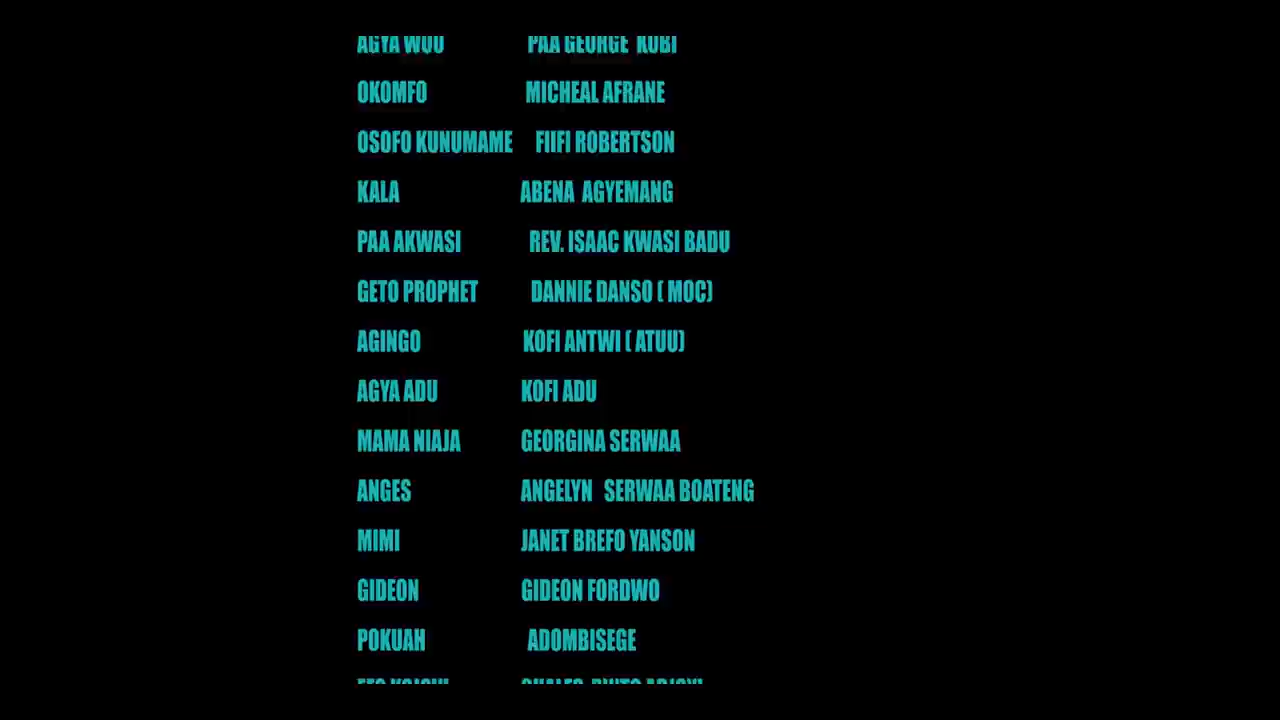 AGYA WUU PAA GEORGE KOBI
OKOMFO MICHEAL AFRANE
OSOFO KUNUMAME FIIFI ROBERTSON
KALA ABENA AGYEMANG
PAA AKWASI REV. ISAAC KWASI BADU
GETO PROPHET DANNIE DANSO ( MOC)
AGINGO KOFI ANTWI ( ATUU)
AGYA ADU KOFI ADU
MAMA NIAJA GEORGINA SERWAA
ANGES ANGELYN SERWAA BOATENG
MIMI JANET BREFO YANSON
GIDEON GIDEON FORDWO
POKUAH ADOMBISEGE